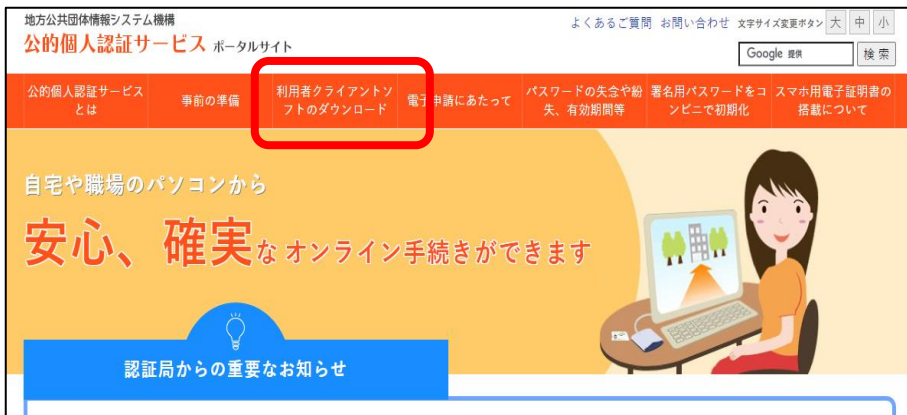 地方公共団体情報システム機構
公的個人認証サービス ポータルサイト
よくあるご質問 お問い合わせ 文字サイズ変更ボタン 大 中 小
Google 提供 検索
公的個人認証サービス
とは
事前の準備
利用者クライアントソ
フトのダウンロード
電子申請にあたって
パスワードの失念や紛
失、有効期間等
署名用パスワードをコ
ンビニで初期化
スマホ用電子証明書の
搭載について
自宅や職場のパソコンから
安心、確実なオンライン手続きができます
認証局からの重要なお知らせ